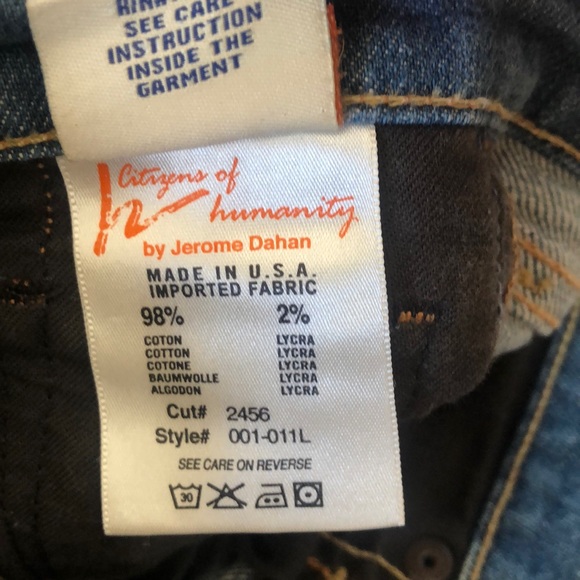 SEE CARE
INSTRUCTION
INSIDE THE
GARMENT
Citizens of
humanity
by Jerome Dahan
MADE IN U.S.A.
IMPORTED FABRIC
98% 2%
COTON LYCRA
COTTON LYCRA
COTONE LYCRA
BAUMWOLLE LYCRA
ALGODON LYCRA
Cut# 2456
Style# 001-011L
SEE CARE ON REVERSE
30